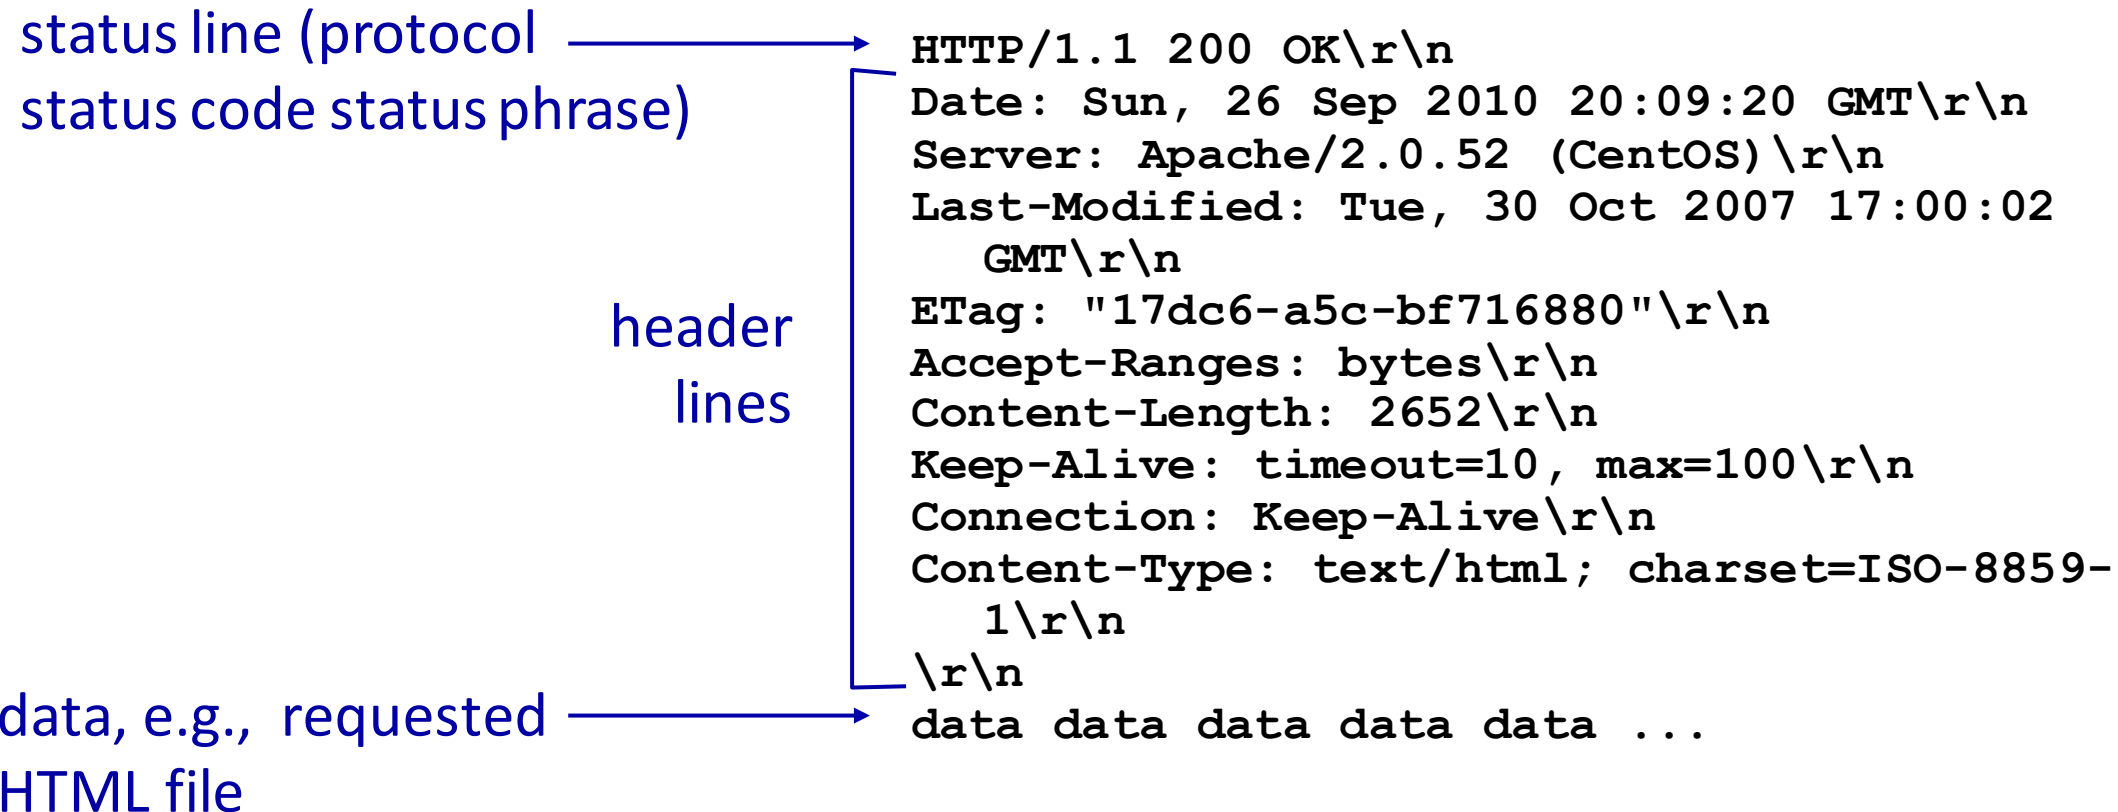 status line (protocol
status code status phrase)
HTTP/1.1 200 OK\r\n
Date: Sun, 26 Sep 2010 20:09:20 GMT\r\n
Server: Apache/2.0.52 (CentOS)\r\n
Last-Modified: Tue, 30 Oct 2007 17:00:02
GMT\r\n
ETag: "17dc6-a5c-bf716880"\r\n
Accept-Ranges: bytes\r\n
Content-Length: 2652\r\n
Keep-Alive: timeout=10, max=100\r\n
Connection: Keep-Alive\r\n
Content-Type: text/html; charset=ISO-8859-
1\r\n
\r\n
header
lines
data, e.g., requested
HTML file
data data data data data ...